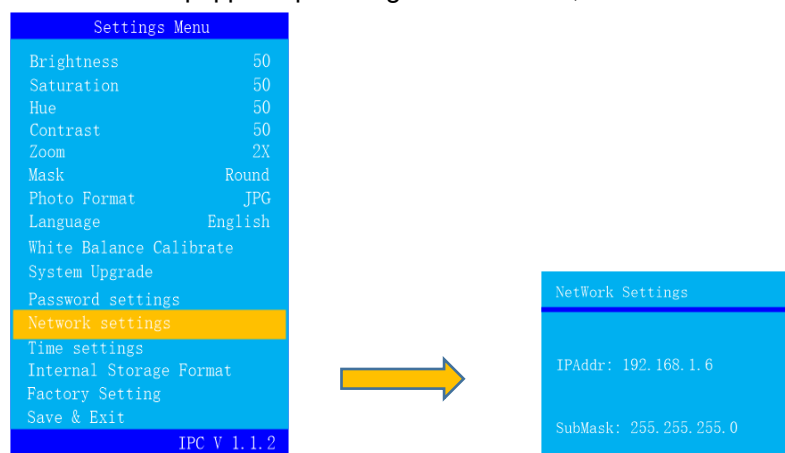 Settings Menu
Brightness 50
Saturation 50
Hue 50
Contrast 50
Zoom 2X
Mask Round
Photo Format JPG
Language English
White Balance Calibrate
System Upgrade
Password settings
Network settings
Time settings
Internal Storage Format
Factory Setting
Save & Exit
IPC V 1.1.2
NetWork Settings
IPAddr: 192.168.1.6
SubMask: 255.255.255.0